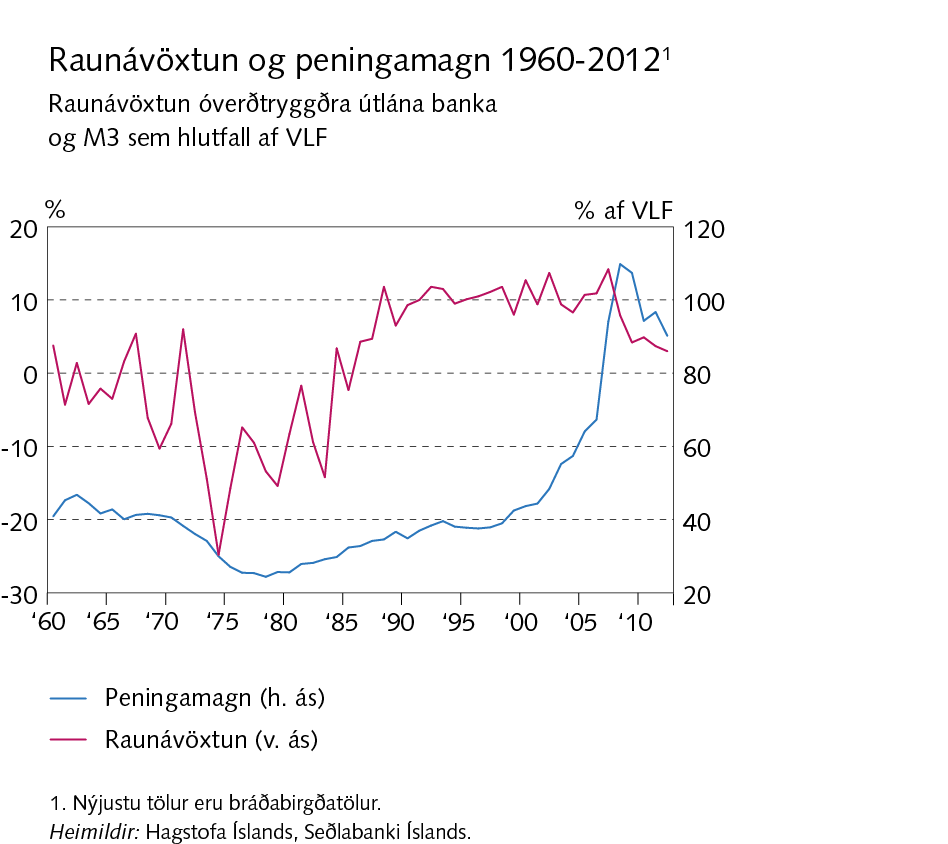 Raunávöxtun og peningamagn 1960-2012¹
Raunávöxtun óverðtryggðra útlána banka
og M3 sem hlutfall af VLF
% % af VLF
20 120
10 100
0 80
-10 60
-20 40
-30 20
‘60 ‘65 ‘70 ‘75 ‘80 ‘85 ‘90 ‘95 ‘00 ‘05 ‘10
Peningamagn (h. ás)
Raunávöxtun (v. ás)
1. Nýjustu tölur eru bráðabirgðatölur.
Heimildir: Hagstofa Íslands, Seðlabanki Íslands.